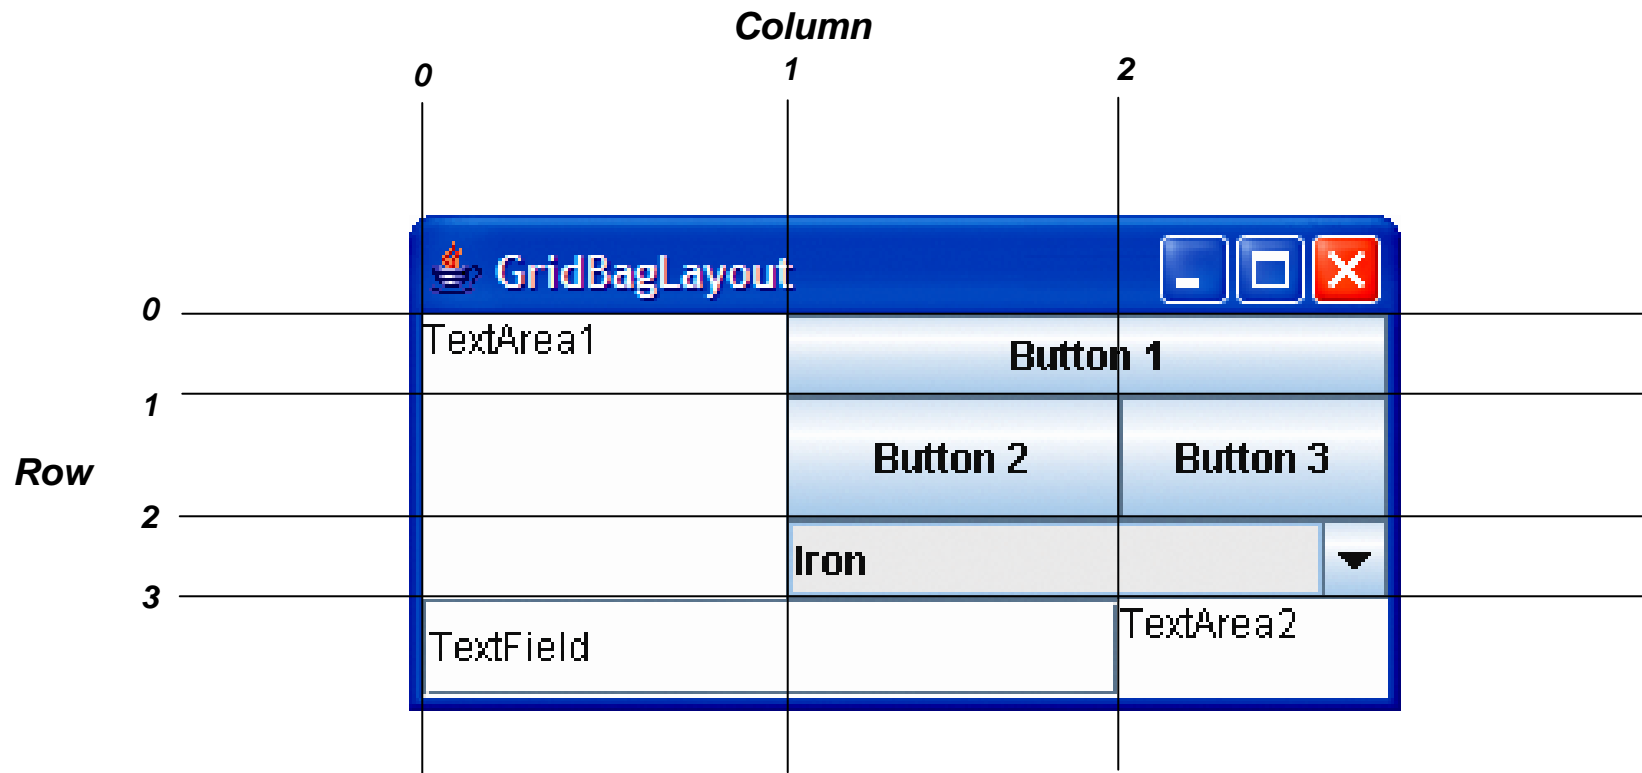 Column
0 1 2
GridBagLayout
0
TextArea1
Button 1
1
Row
Button 2
Button 3
2
Iron
3
TextField
TextArea2